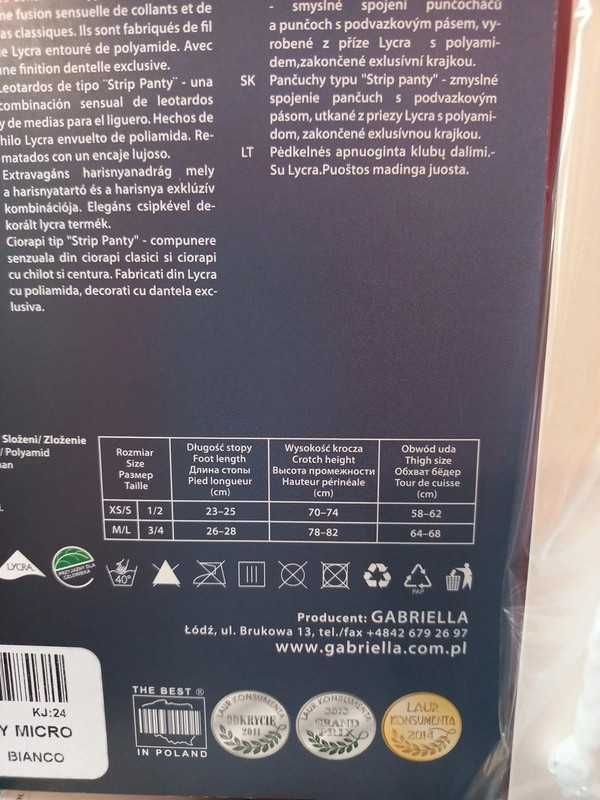 ne fusion sensuelle de collants et de
as classiques. Ils sont fabriqués de fil
e Lycra entouré de polyamide. Avec
ne finition dentelle exclusive.
Leotardos de tipo ¨Strip Panty¨ - una
combinación sensual de leotardos
y de medias para el liguero. Hechos de
hilo Lycra envuelto de poliamida. Re-
matados con un encaje lujoso.
Extravagáns harisnyanadrág mely
a harisnyatartó és a harisnya exklúzív
kombinációja. Elegáns csipkével de-
korált lycra termék.
Ciorapi tip "Strip Panty" - compunere
senzuala din ciorapi clasici si ciorapi
cu chilot si centura. Fabricati din Lycra
cu poliamida, decorati cu dantela exc-
lusiva.
- smyslné spojení punčocháčů
a punčoch s podvazkovým pásem, vy-
robené z příze Lycra s polyami-
dem,zakončené exlusívní krajkou.
SK Pančuchy typu "Strip panty" - zmyslné
spojenie pančuch s podvazkovým
pásom, utkané z priezy Lycra s polyami-
dom, zakončené exlusívnou krajkou.
LT Pėdkelnės apnuoginta klubų dalimi.-
Su Lycra.Puoštos madinga juosta.
Složení/ Zloženie
/ Polyamid
Rozmiar
Size
Размер
Taille
Długość stopy
Foot length
Длина стопы
Pied longueur
(cm)
Wysokość krocza
Crotch height
Высота промежности
Hauteur périnéale
(cm)
Obwód uda
Thigh size
Обхват бёдер
Tour de cuisse
(cm)
XS/S 1/2 23–25 70–74 58–62
M/L 3/4 26–28 78–82 64–68
LYCRA
PRZYJAZNY DLA
CZŁOWIEKA
40°
PAP
Producent: GABRIELLA
Łódź, ul. Brukowa 13, tel./fax +4842 679 26 97
www.gabriella.com.pl
KJ:24
Y MICRO
BIANCO
THE BEST ®
IN POLAND
LAUR KONSUMENTA
ODKRYCIE
2011
LAUR KONSUMENTA
2012
GRAND
PRIX
LAUR
KONSUMENTA
2014